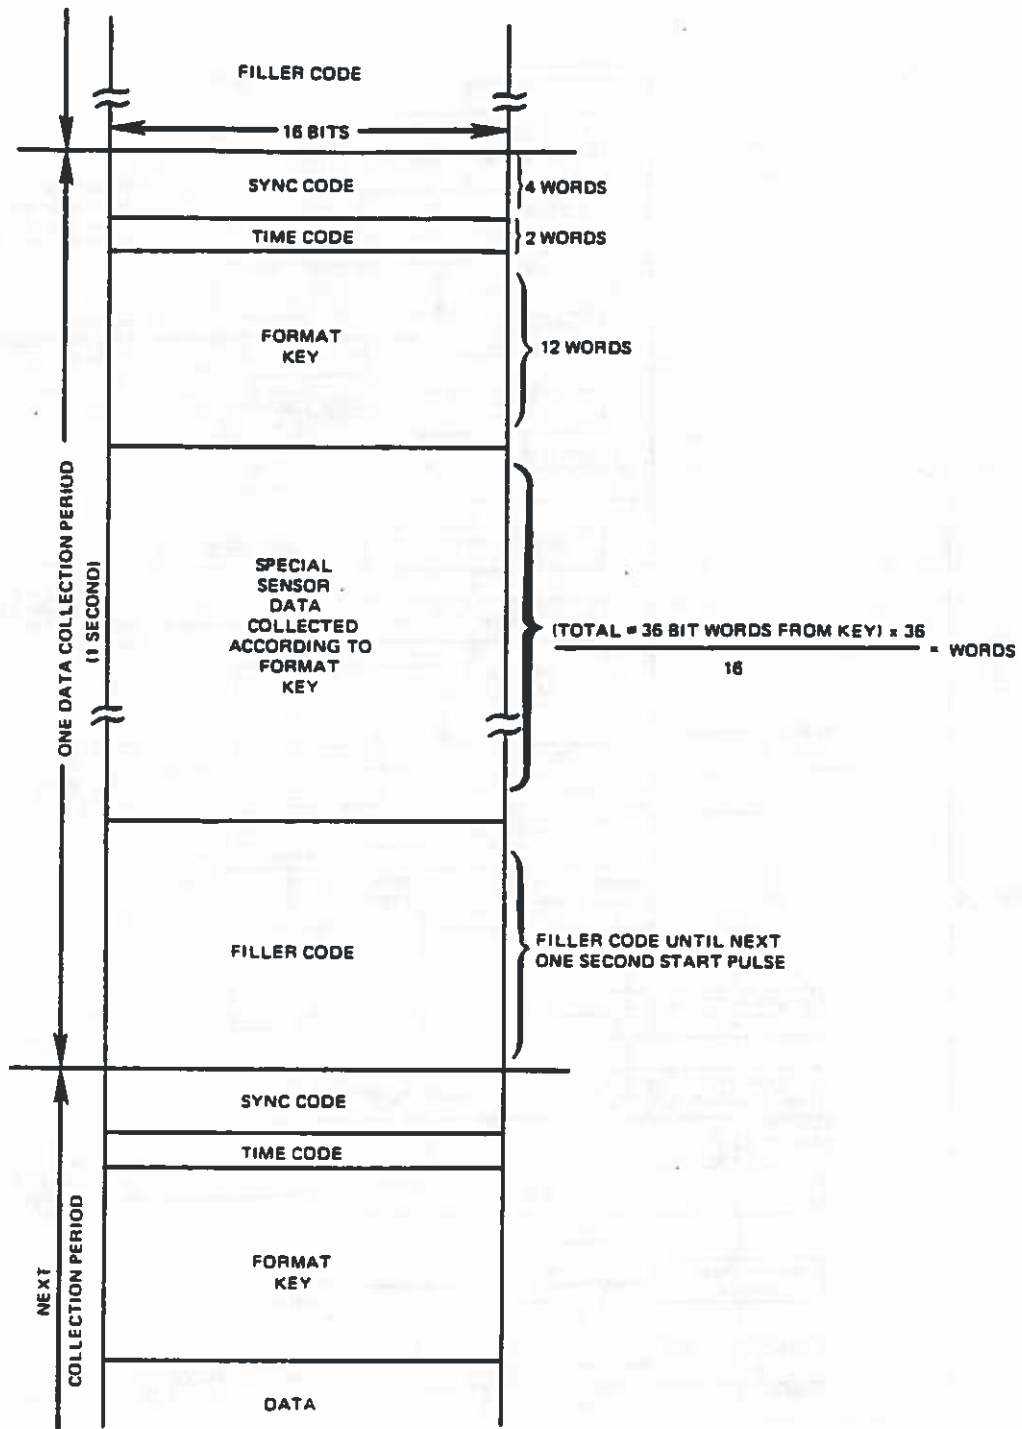 FILLER CODE
16 BITS
SYNC CODE
4 WORDS
TIME CODE
2 WORDS
FORMAT
KEY
12 WORDS
ONE DATA COLLECTION PERIOD
(1 SECOND)
SPECIAL
SENSOR
DATA
COLLECTED
ACCORDING TO
FORMAT
KEY
(TOTAL # 36 BIT WORDS FROM KEY) x 36
16
= WORDS
FILLER CODE
FILLER CODE UNTIL NEXT
ONE SECOND START PULSE
SYNC CODE
TIME CODE
NEXT
COLLECTION PERIOD
FORMAT
KEY
DATA